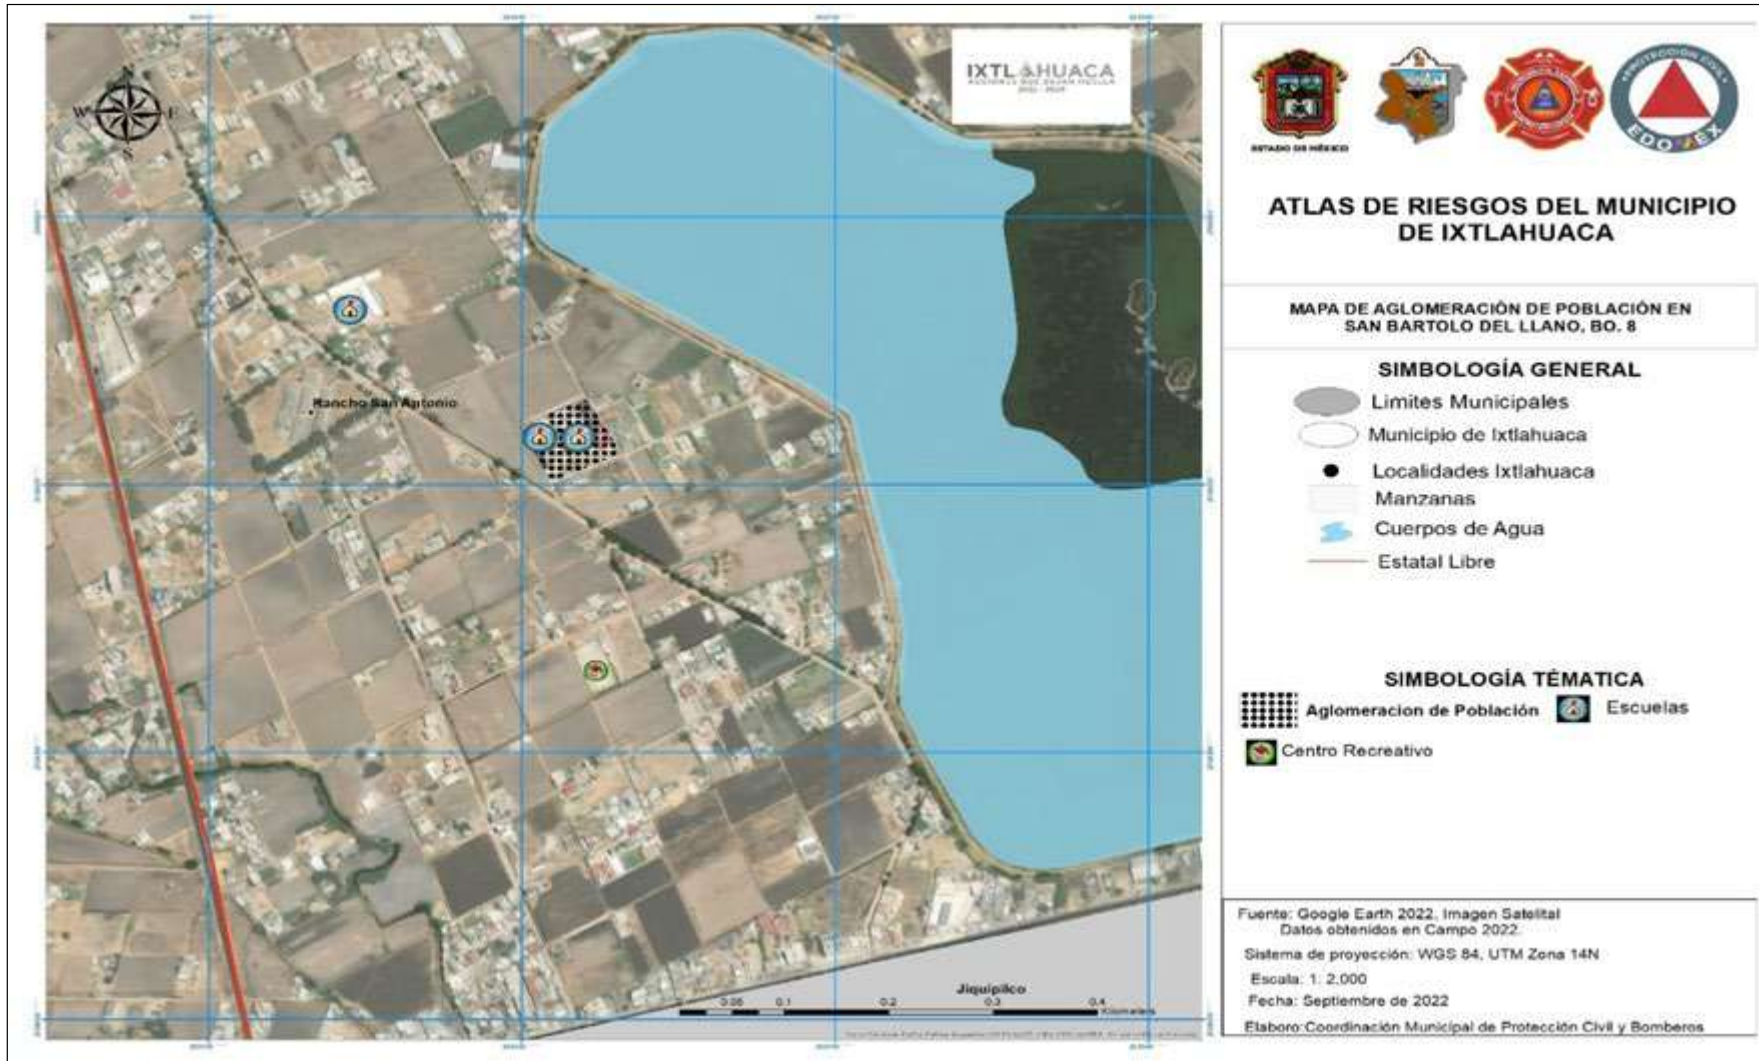 N
W
E
S
IXTLAHUACA
Rancho San Antonio
Jiquipilco
0.05
0.1
0.2
0.3
0.4
Kilometers
ESTADO DE MÉXICO
PROTECCIÓN CIVIL
EDOMÉX
ATLAS DE RIESGOS DEL MUNICIPIO
DE IXTLAHUACA
MAPA DE AGLOMERACIÓN DE POBLACIÓN EN
SAN BARTOLO DEL LLANO, BO. 8
SIMBOLOGÍA GENERAL
Limites Municipales
Municipio de Ixtlahuaca
Localidades Ixtlahuaca
Manzanas
Cuerpos de Agua
Estatal Libre
SIMBOLOGÍA TÉMATICA
Aglomeracion de Población
Escuelas
Centro Recreativo
Fuente: Google Earth 2022, Imagen Satelital
Datos obtenidos en Campo 2022.
Sistema de proyección: WGS 84, UTM Zona 14N
Escala: 1: 2,000
Fecha: Septiembre de 2022
Elaboro:Coordinación Municipal de Protección Civil y Bomberos